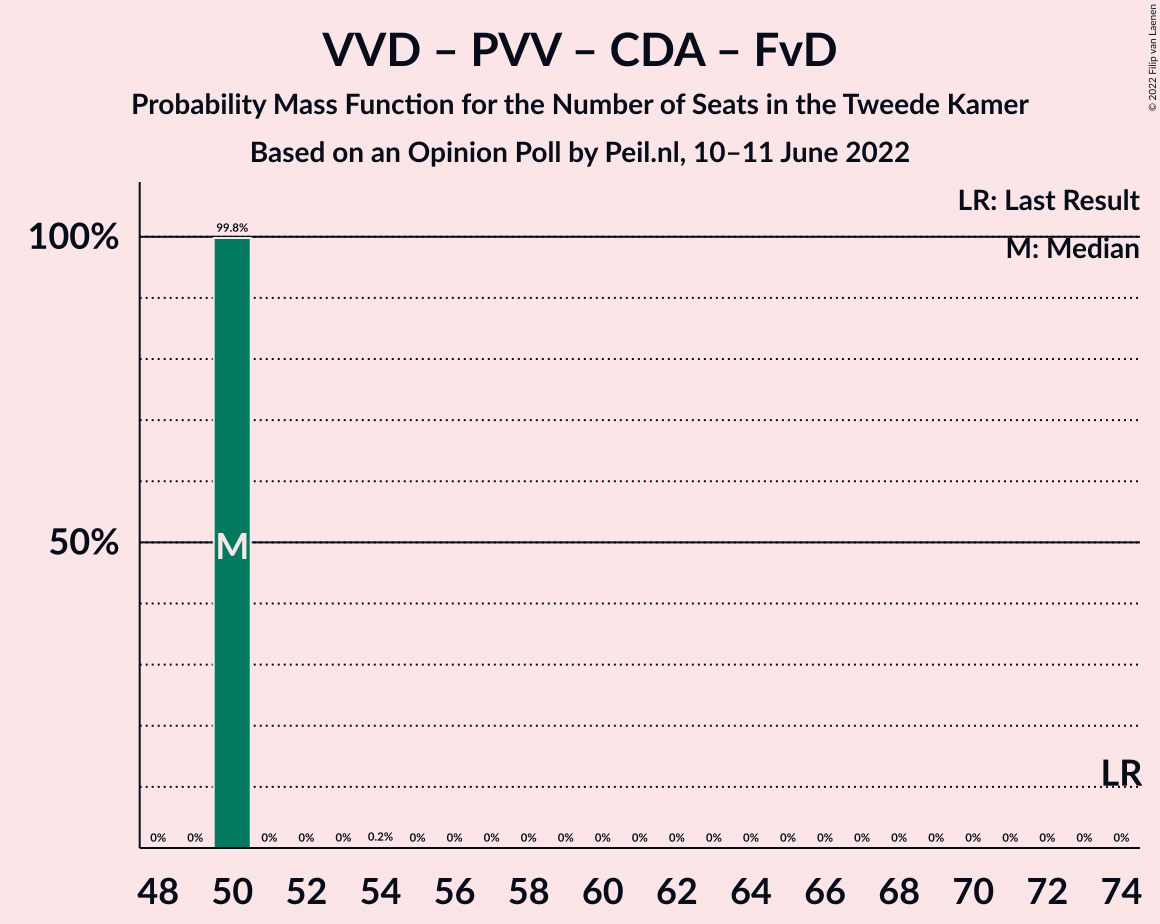 VVD – PVV – CDA – FvD
Probability Mass Function for the Number of Seats in the Tweede Kamer
Based on an Opinion Poll by Peil.nl, 10–11 June 2022
© 2022 Filip van Laenen
LR: Last Result
M: Median
100%
50%
99.8%
M
LR
0% 0% 0% 0% 0% 0.2% 0% 0% 0% 0% 0% 0% 0% 0% 0% 0% 0% 0% 0% 0% 0% 0% 0% 0% 0% 0%
48 50 52 54 56 58 60 62 64 66 68 70 72 74